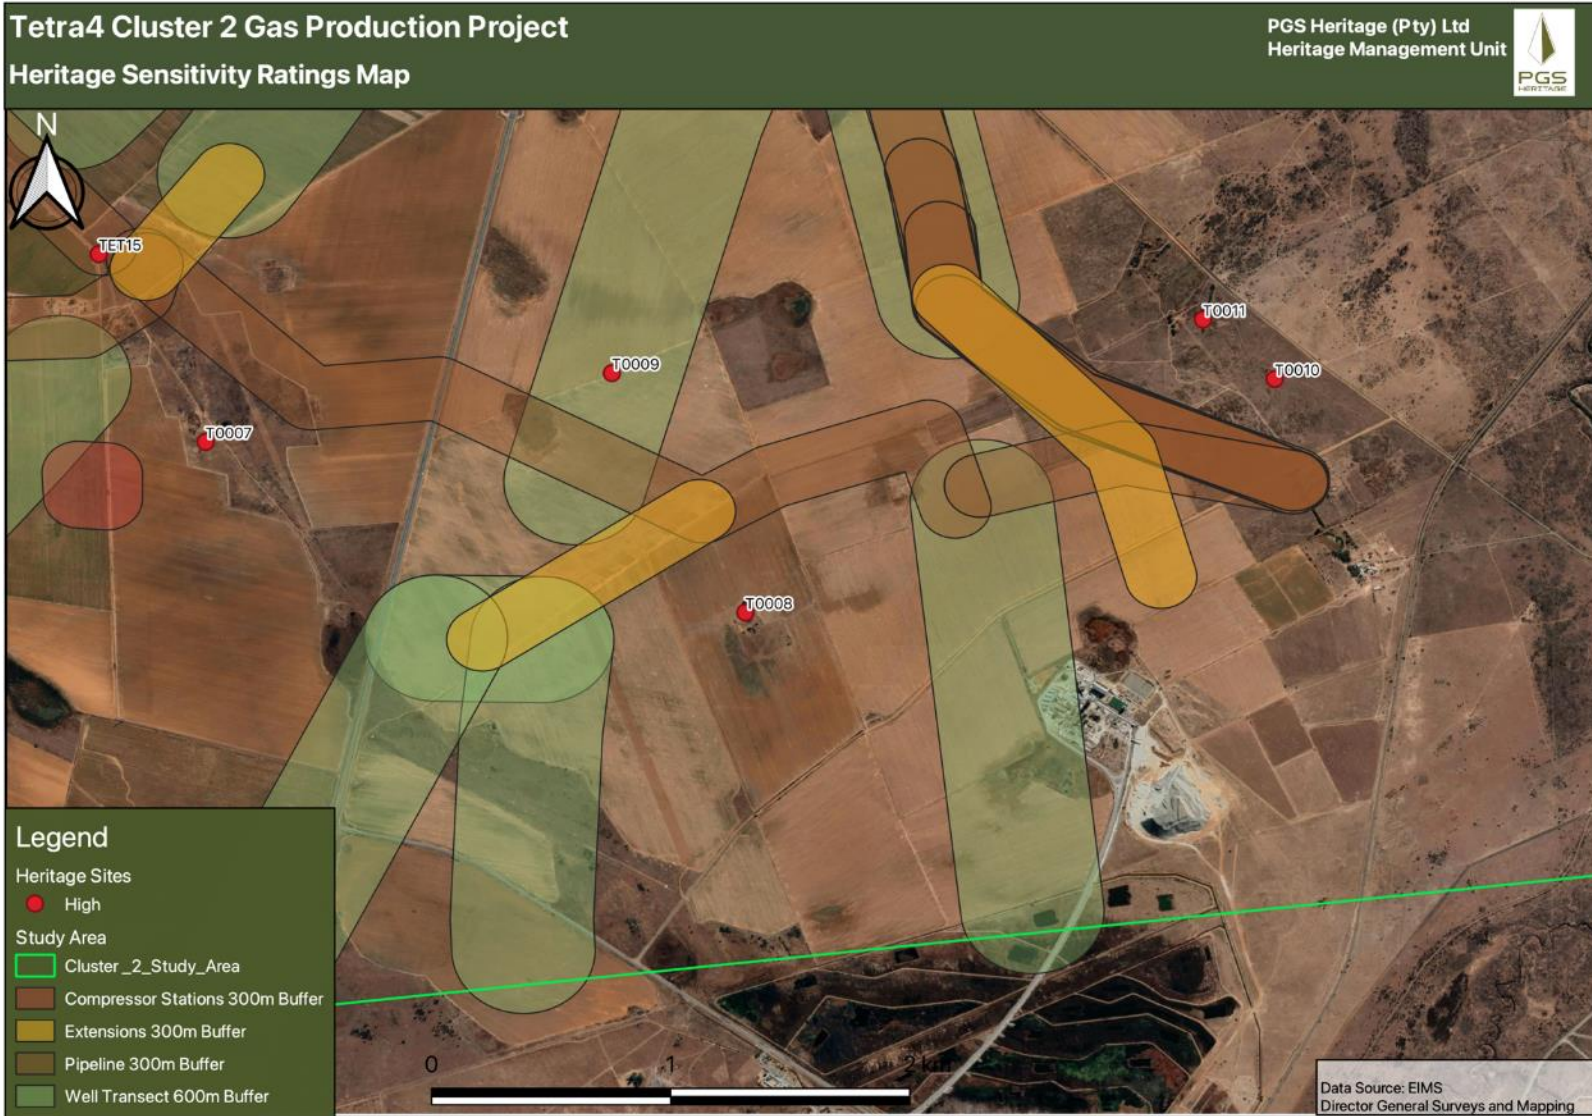 Tetra4 Cluster 2 Gas Production Project
Heritage Sensitivity Ratings Map
PGS Heritage (Pty) Ltd
Heritage Management Unit
PGS
HERITAGE
N
TET15
T0011
T0009
T0010
T0007
T0008
Legend
Heritage Sites
High
Study Area
Cluster_2_Study_Area
Compressor Stations 300m Buffer
Extensions 300m Buffer
Pipeline 300m Buffer
Well Transect 600m Buffer
0 1 2 km
Data Source: EIMS
Director General Surveys and Mapping